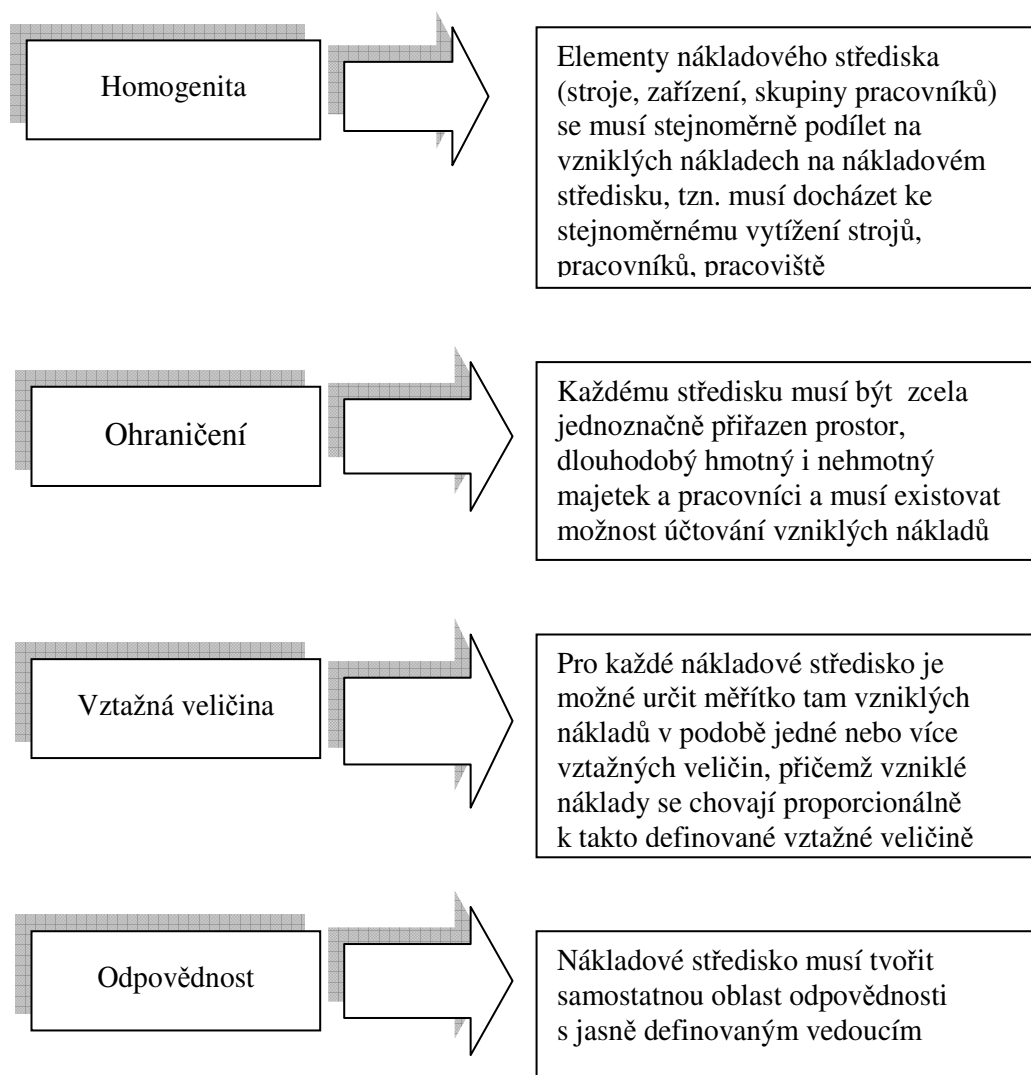 Homogenita
Elementy nákladového střediska
(stroje, zařízení, skupiny pracovníků)
se musí stejnoměrně podílet na
vzniklých nákladech na nákladovém
středisku, tzn. musí docházet ke
stejnoměrnému vytížení strojů,
pracovníků, pracoviště
Ohraničení
Každému středisku musí být zcela
jednoznačně přiřazen prostor,
dlouhodobý hmotný i nehmotný
majetek a pracovníci a musí existovat
možnost účtování vzniklých nákladů
Vztažná veličina
Pro každé nákladové středisko je
možné určit měřítko tam vzniklých
nákladů v podobě jedné nebo více
vztažných veličin, přičemž vzniklé
náklady se chovají proporcionálně
k takto definované vztažné veličině
Odpovědnost
Nákladové středisko musí tvořit
samostatnou oblast odpovědnosti
s jasně definovaným vedoucím